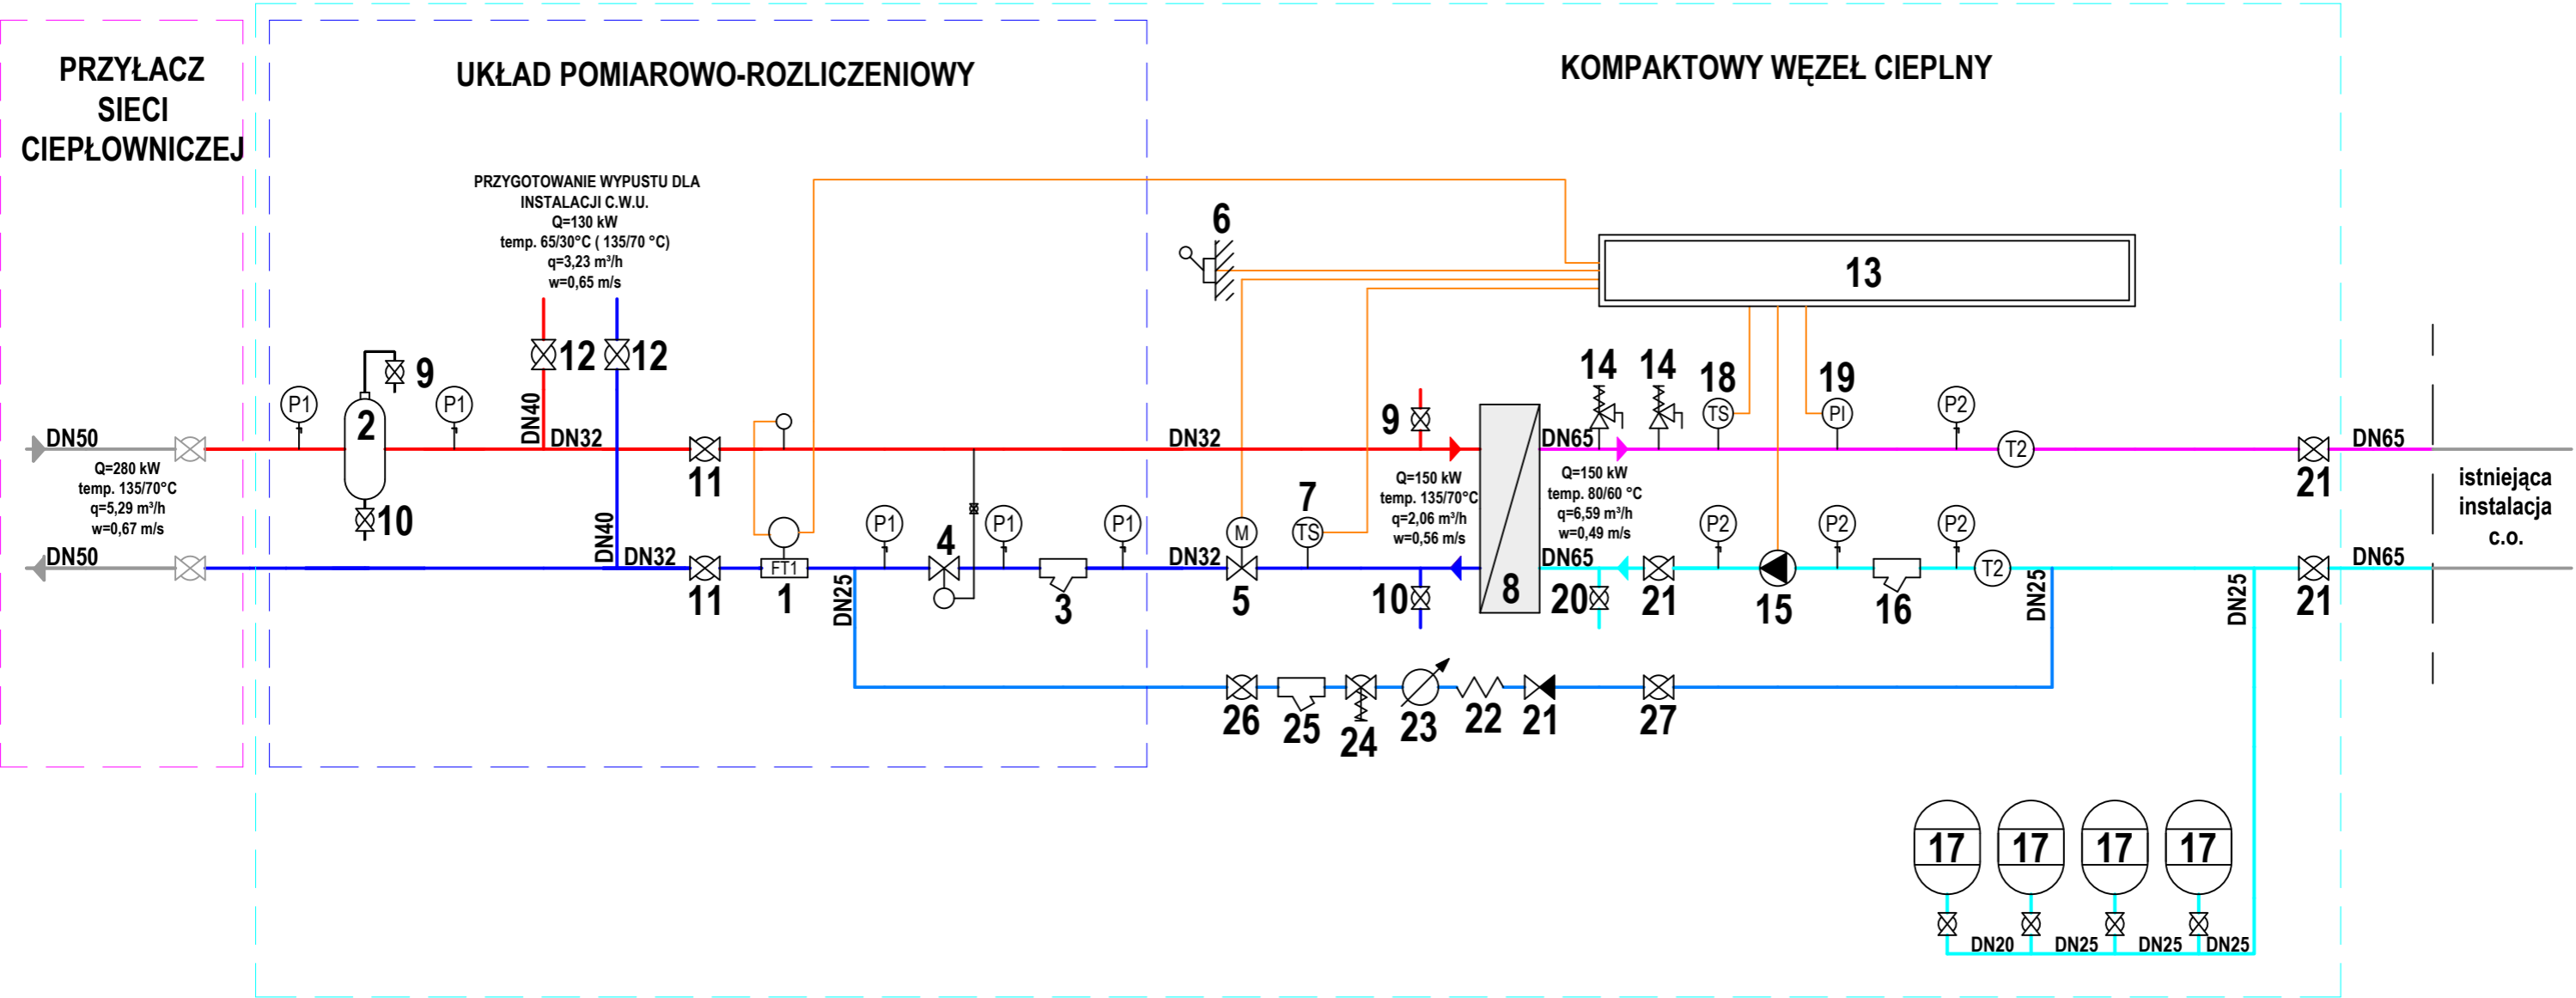 PRZYŁĄCZ
SIECI
CIEPŁOWNICZEJ
UKŁAD POMIAROWO-ROZLICZENIOWY
KOMPAKTOWY WĘZEŁ CIEPLNY
PRZYGOTOWANIE WYPUSTU DLA
INSTALACJI C.W.U.
Q=130 kW
temp. 65/30°C ( 135/70 °C)
q=3,23 m³/h
w=0,65 m/s
6
13
12
12
9
14
14
18
19
P1
2
P1
DN40
9
TS
PI
P2
DN50
DN32
DN32
DN65
T2
DN65
11
21
Q=280 kW
temp. 135/70°C
q=5,29 m³/h
w=0,67 m/s
10
Q=150 kW
temp. 135/70°C
q=2,06 m³/h
w=0,56 m/s
Q=150 kW
temp. 80/60 °C
q=6,59 m³/h
w=0,49 m/s
istniejąca
instalacja
c.o.
7
DN40
P1
4
P1
P1
M
TS
P2
P2
P2
DN50
DN32
FT1
DN32
DN65
T2
DN65
11
1
DN25
3
5
10
8
20
21
15
16
DN25
DN25
21
26
25
24
23
22
21
27
17
17
17
17
DN20
DN25
DN25
DN25